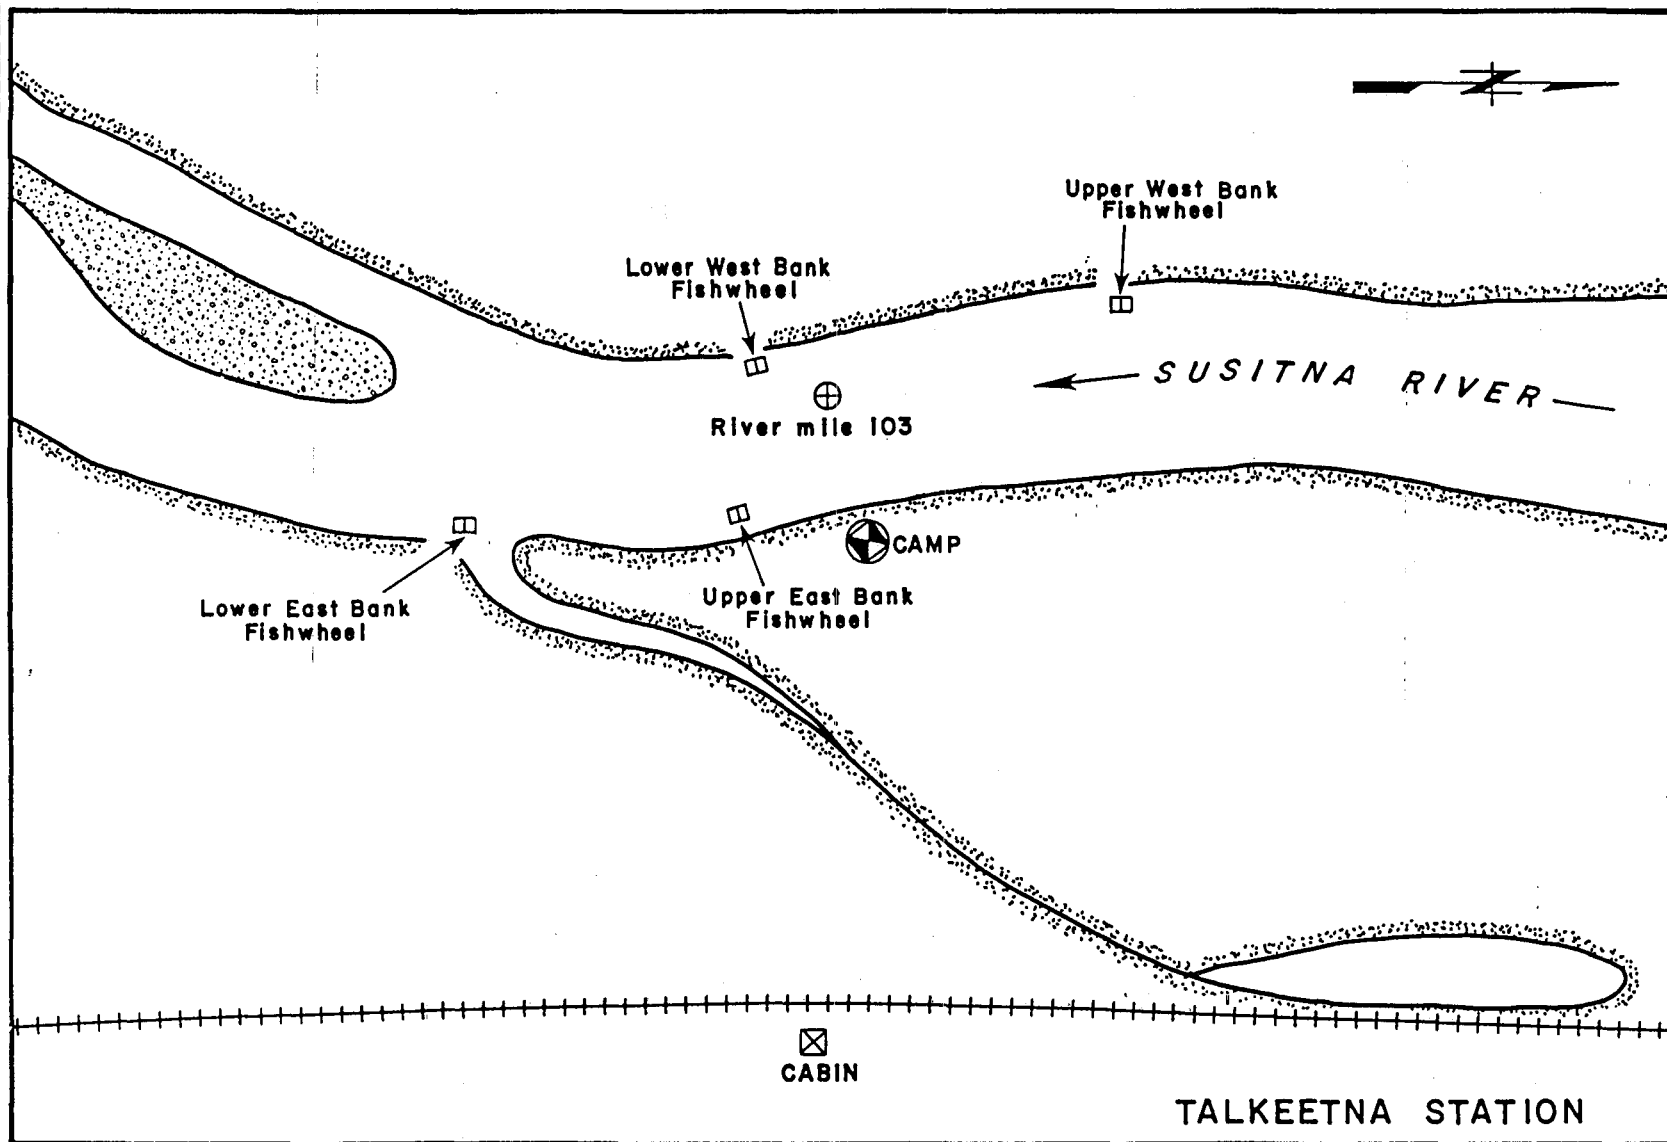 Upper West Bank
Fishwheel
Lower West Bank
Fishwheel
SUSITNA RIVER
River mile 103
CAMP
Lower East Bank
Fishwheel
Upper East Bank
Fishwheel
CABIN
TALKEETNA STATION